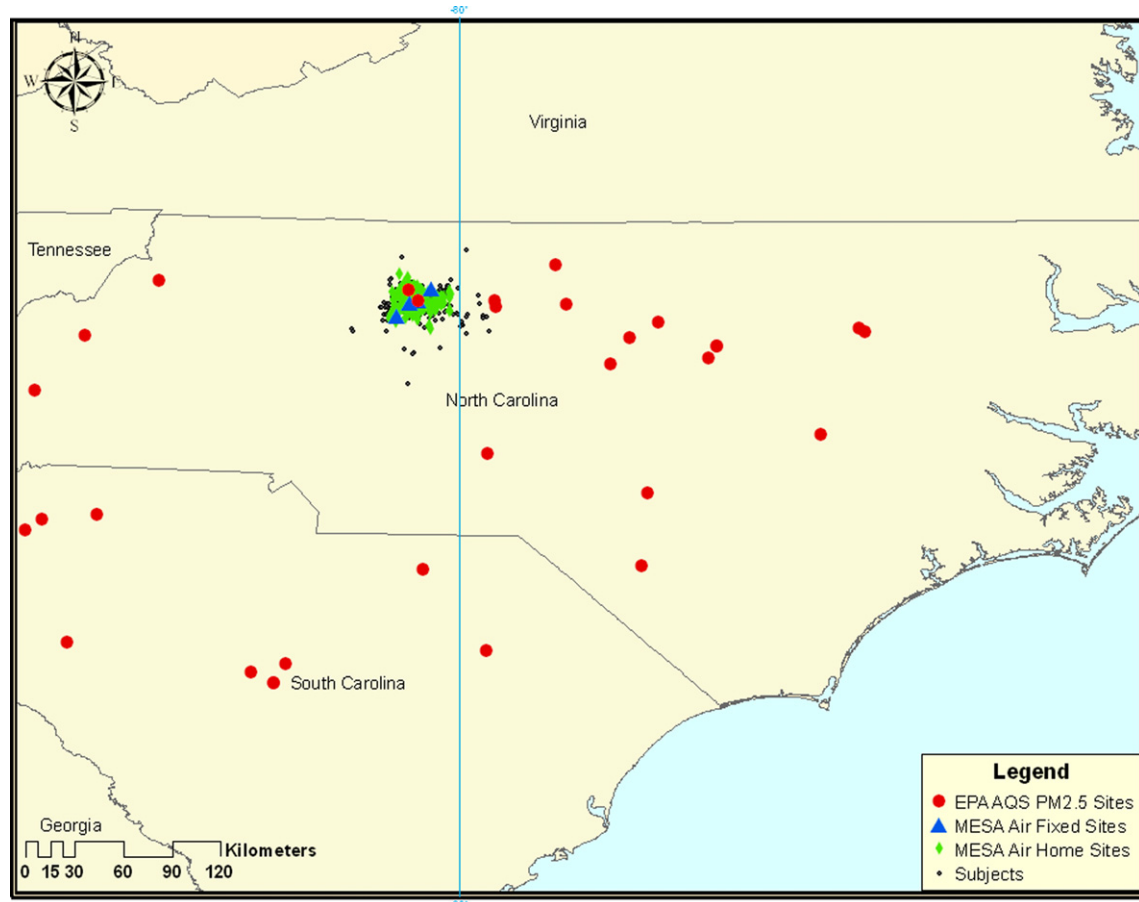 -80°
N
W
E
S
Virginia
Tennessee
North Carolina
South Carolina
Georgia
Kilometers
0 15 30 60 90 120
Legend
EPA AQS PM2.5 Sites
MESA Air Fixed Sites
MESA Air Home Sites
Subjects